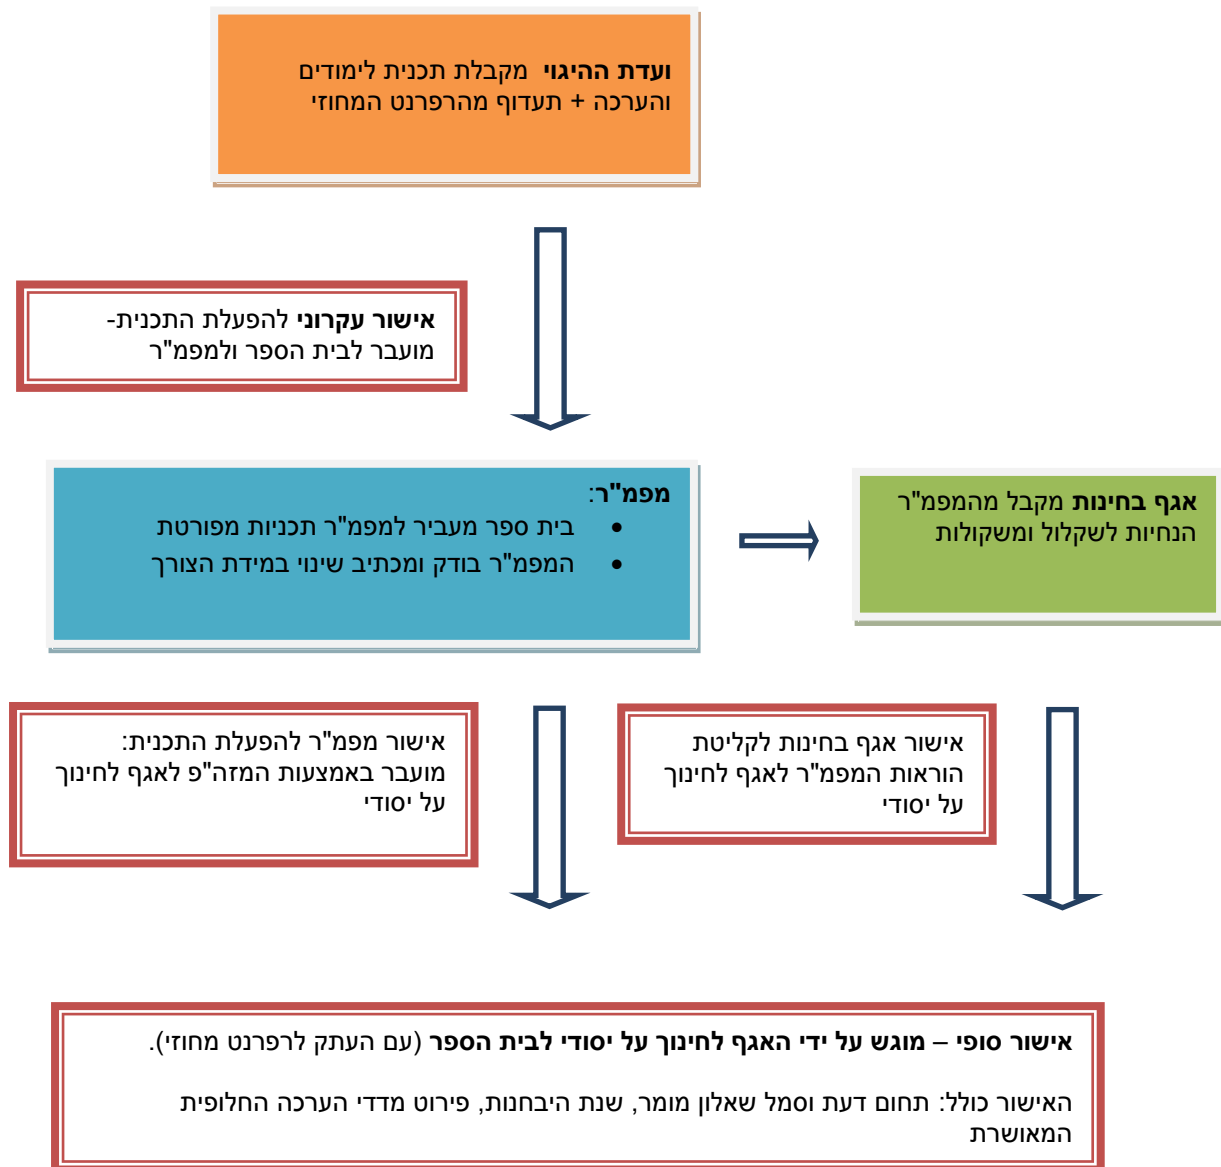 ועדת ההיגוי מקבלת תכנית לימודים
והערכה + תעדוף מהרפרנט המחוזי
אישור עקרוני להפעלת התכנית-
מועבר לבית הספר ולמפמ"ר
מפמ"ר:
• בית ספר מעביר למפמ"ר תכניות מפורטת
• המפמ"ר בודק ומכתיב שינוי במידת הצורך
אגף בחינות מקבל מהמפמ"ר
הנחיות לשקלול ומשקולות
אישור אגף בחינות לקליטת
הוראות המפמ"ר לאגף לחינוך
על יסודי
אישור מפמ"ר להפעלת התכנית:
מועבר באמצעות המזה"פ לאגף לחינוך
על יסודי
אישור סופי – מוגש על ידי האגף לחינוך על יסודי לבית הספר (עם העתק לרפרנט מחוזי).
האישור כולל: תחום דעת וסמל שאלון מומר, שנת היבחנות, פירוט מדדי הערכה החלופית
המאושרת